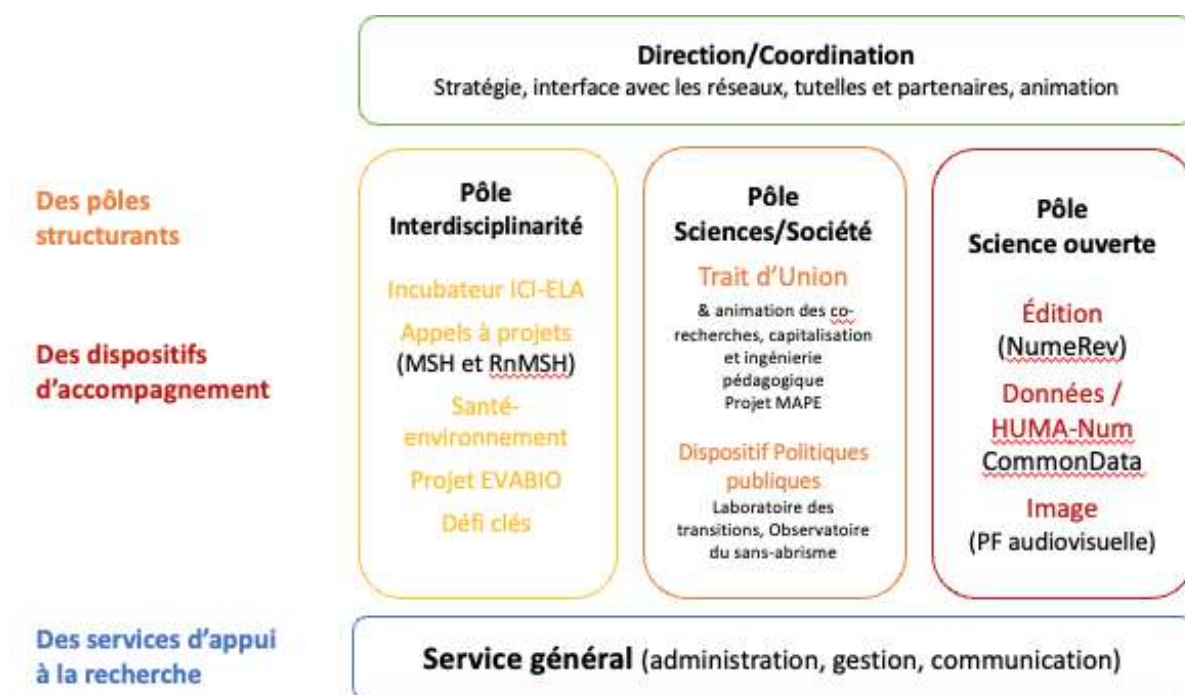 Direction/Coordination
Stratégie, interface avec les réseaux, tutelles et partenaires, animation
Des pôles
structurants
Des dispositifs
d'accompagnement
Pôle
Interdisciplinarité
Incubateur ICI-ELA
Appels à projets
(MSH et RnMSH)
Santé-
environnement
Projet EVABIO
Défi clés
Pôle
Sciences/Société
Trait d'Union
& animation des co-
recherches, capitalisation
et ingénierie
pédagogique
Projet MAPE
Dispositif Politiques
publiques
Laboratoire des
transitions, Observatoire
du sans-abrisme
Pôle
Science ouverte
Édition
(NumeRev)
Données /
HUMA-Num
CommonData
Image
(PF audiovisuelle)
Des services d'appui
à la recherche
Service général (administration, gestion, communication)